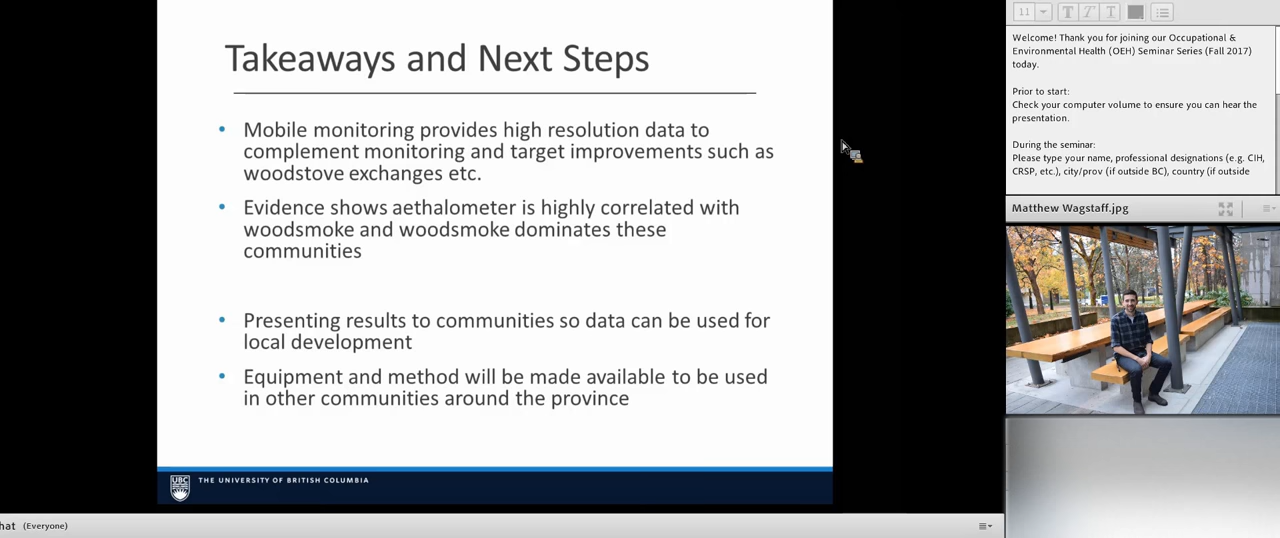 Takeaways and Next Steps
• Mobile monitoring provides high resolution data to
complement monitoring and target improvements such as
woodstove exchanges etc.
• Evidence shows aethalometer is highly correlated with
woodsmoke and woodsmoke dominates these
communities
• Presenting results to communities so data can be used for
local development
• Equipment and method will be made available to be used
in other communities around the province
UBC
THE UNIVERSITY OF BRITISH COLUMBIA
hat (Everyone)
11
T T T
Welcome! Thank you for joining our Occupational &
Environmental Health (OEH) Seminar Series (Fall 2017)
today.
Prior to start:
Check your computer volume to ensure you can hear the
presentation.
During the seminar:
Please type your name, professional designations (e.g. CIH,
CRSP, etc.), city/prov (if outside BC), country (if outside
Matthew Wagstaff.jpg